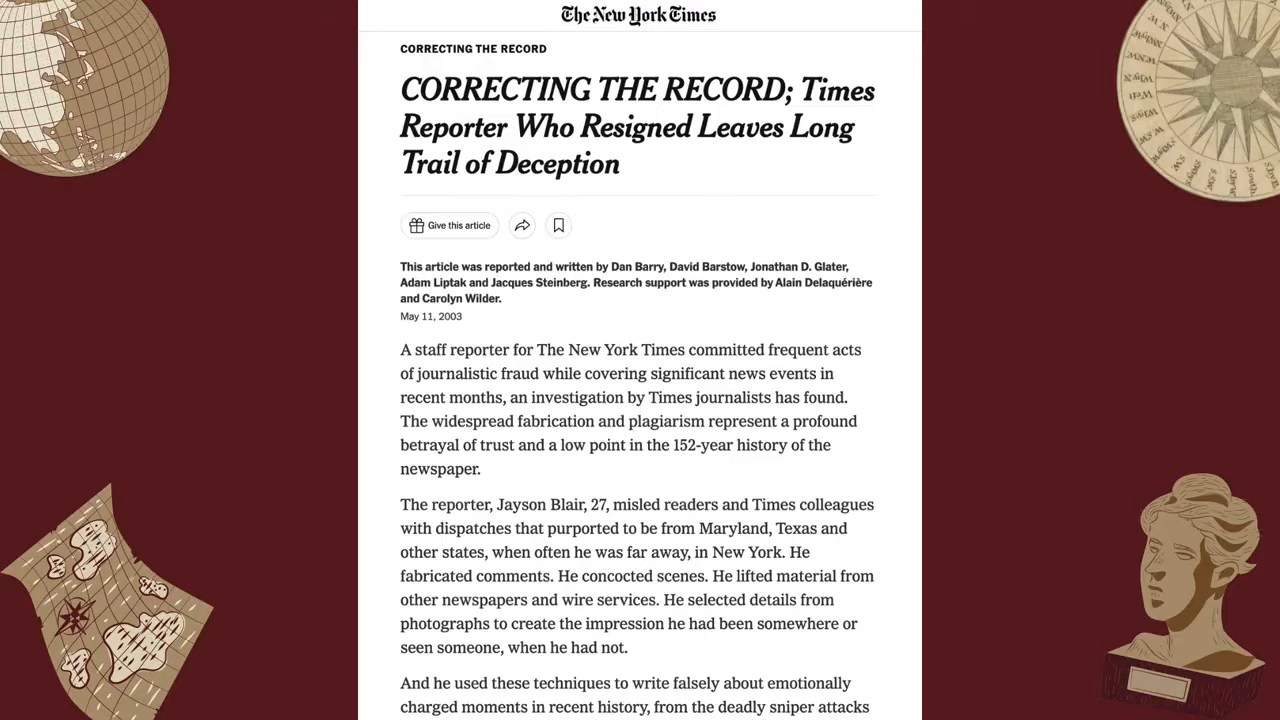 The New York Times
CORRECTING THE RECORD
CORRECTING THE RECORD; Times
Reporter Who Resigned Leaves Long
Trail of Deception
Give this article
This article was reported and written by Dan Barry, David Barstow, Jonathan D. Glater,
Adam Liptak and Jacques Steinberg. Research support was provided by Alain Delaquérière
and Carolyn Wilder.
May 11, 2003
A staff reporter for The New York Times committed frequent acts
of journalistic fraud while covering significant news events in
recent months, an investigation by Times journalists has found.
The widespread fabrication and plagiarism represent a profound
betrayal of trust and a low point in the 152-year history of the
newspaper.
The reporter, Jayson Blair, 27, misled readers and Times colleagues
with dispatches that purported to be from Maryland, Texas and
other states, when often he was far away, in New York. He
fabricated comments. He concocted scenes. He lifted material from
other newspapers and wire services. He selected details from
photographs to create the impression he had been somewhere or
seen someone, when he had not.
And he used these techniques to write falsely about emotionally
charged moments in recent history, from the deadly sniper attacks